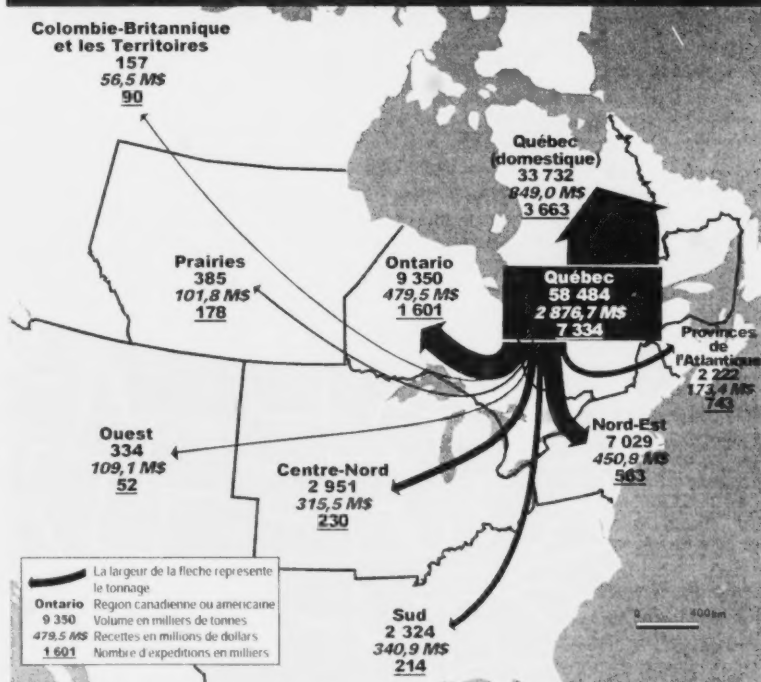 Colombie-Britannique
et les Territoires
157
56,5 M$
90
Québec
(domestique)
33 732
849,0 M$
3 663
Prairies
385
101,8 M$
178
Ontario
9 350
479,5 M$
1 601
Québec
58 484
2 876,7 M$
7 334
Provinces
de
l'Atlantique
2 222
173,4 M$
743
Ouest
334
109,1 M$
52
Centre-Nord
2 951
315,5 M$
230
Nord-Est
7 029
450,9 M$
563
Sud
2 324
340,9 M$
214
La largeur de la fleche represente
le tonnage
Ontario Region canadienne ou americaine
9 350 Volume en milliers de tonnes
479,5 M$ Recettes en millions de dollars
1 601 Nombre d'expeditions en milliers
0 400 km